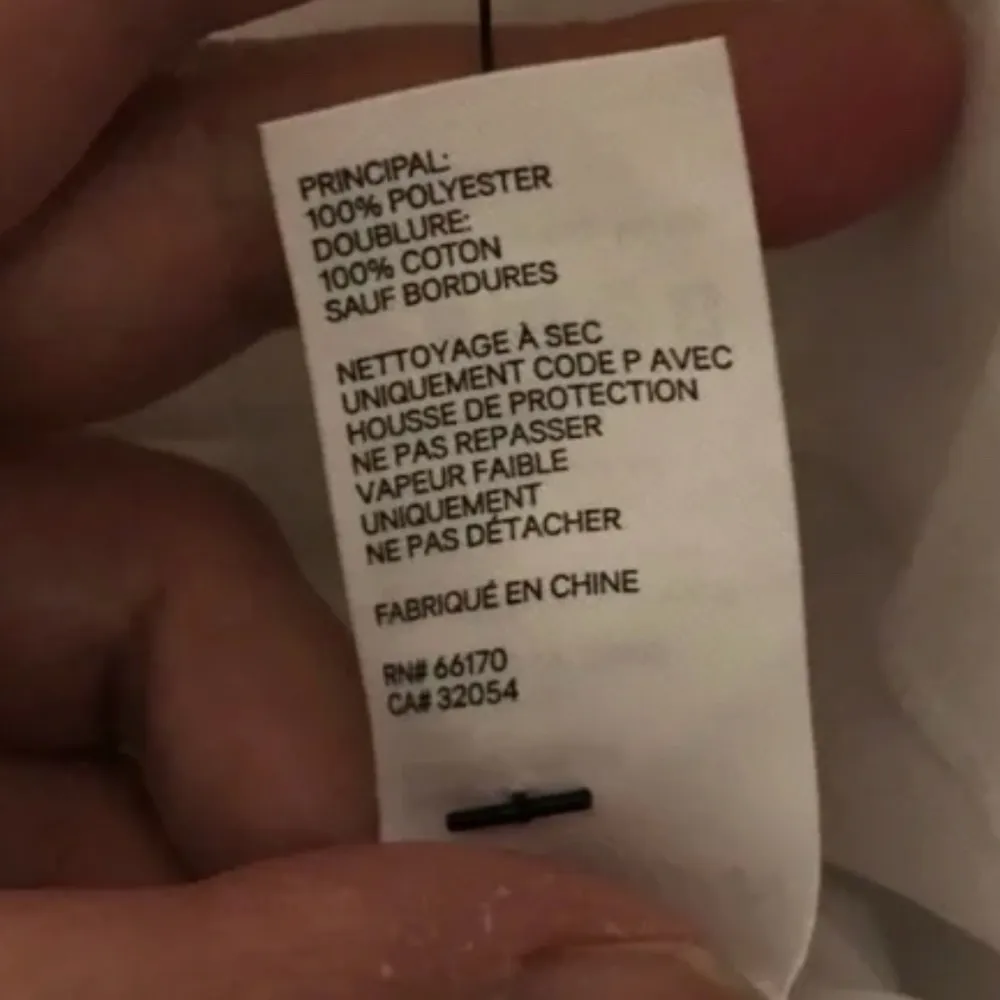 PRINCIPAL:
100% POLYESTER
DOUBLURE:
100% COTON
SAUF BORDURES
NETTOYAGE À SEC
UNIQUEMENT CODE P AVEC
HOUSSE DE PROTECTION
NE PAS REPASSER
VAPEUR FAIBLE
UNIQUEMENT
NE PAS DÉTACHER
FABRIQUÉ EN CHINE
RN# 66170
CA# 32054